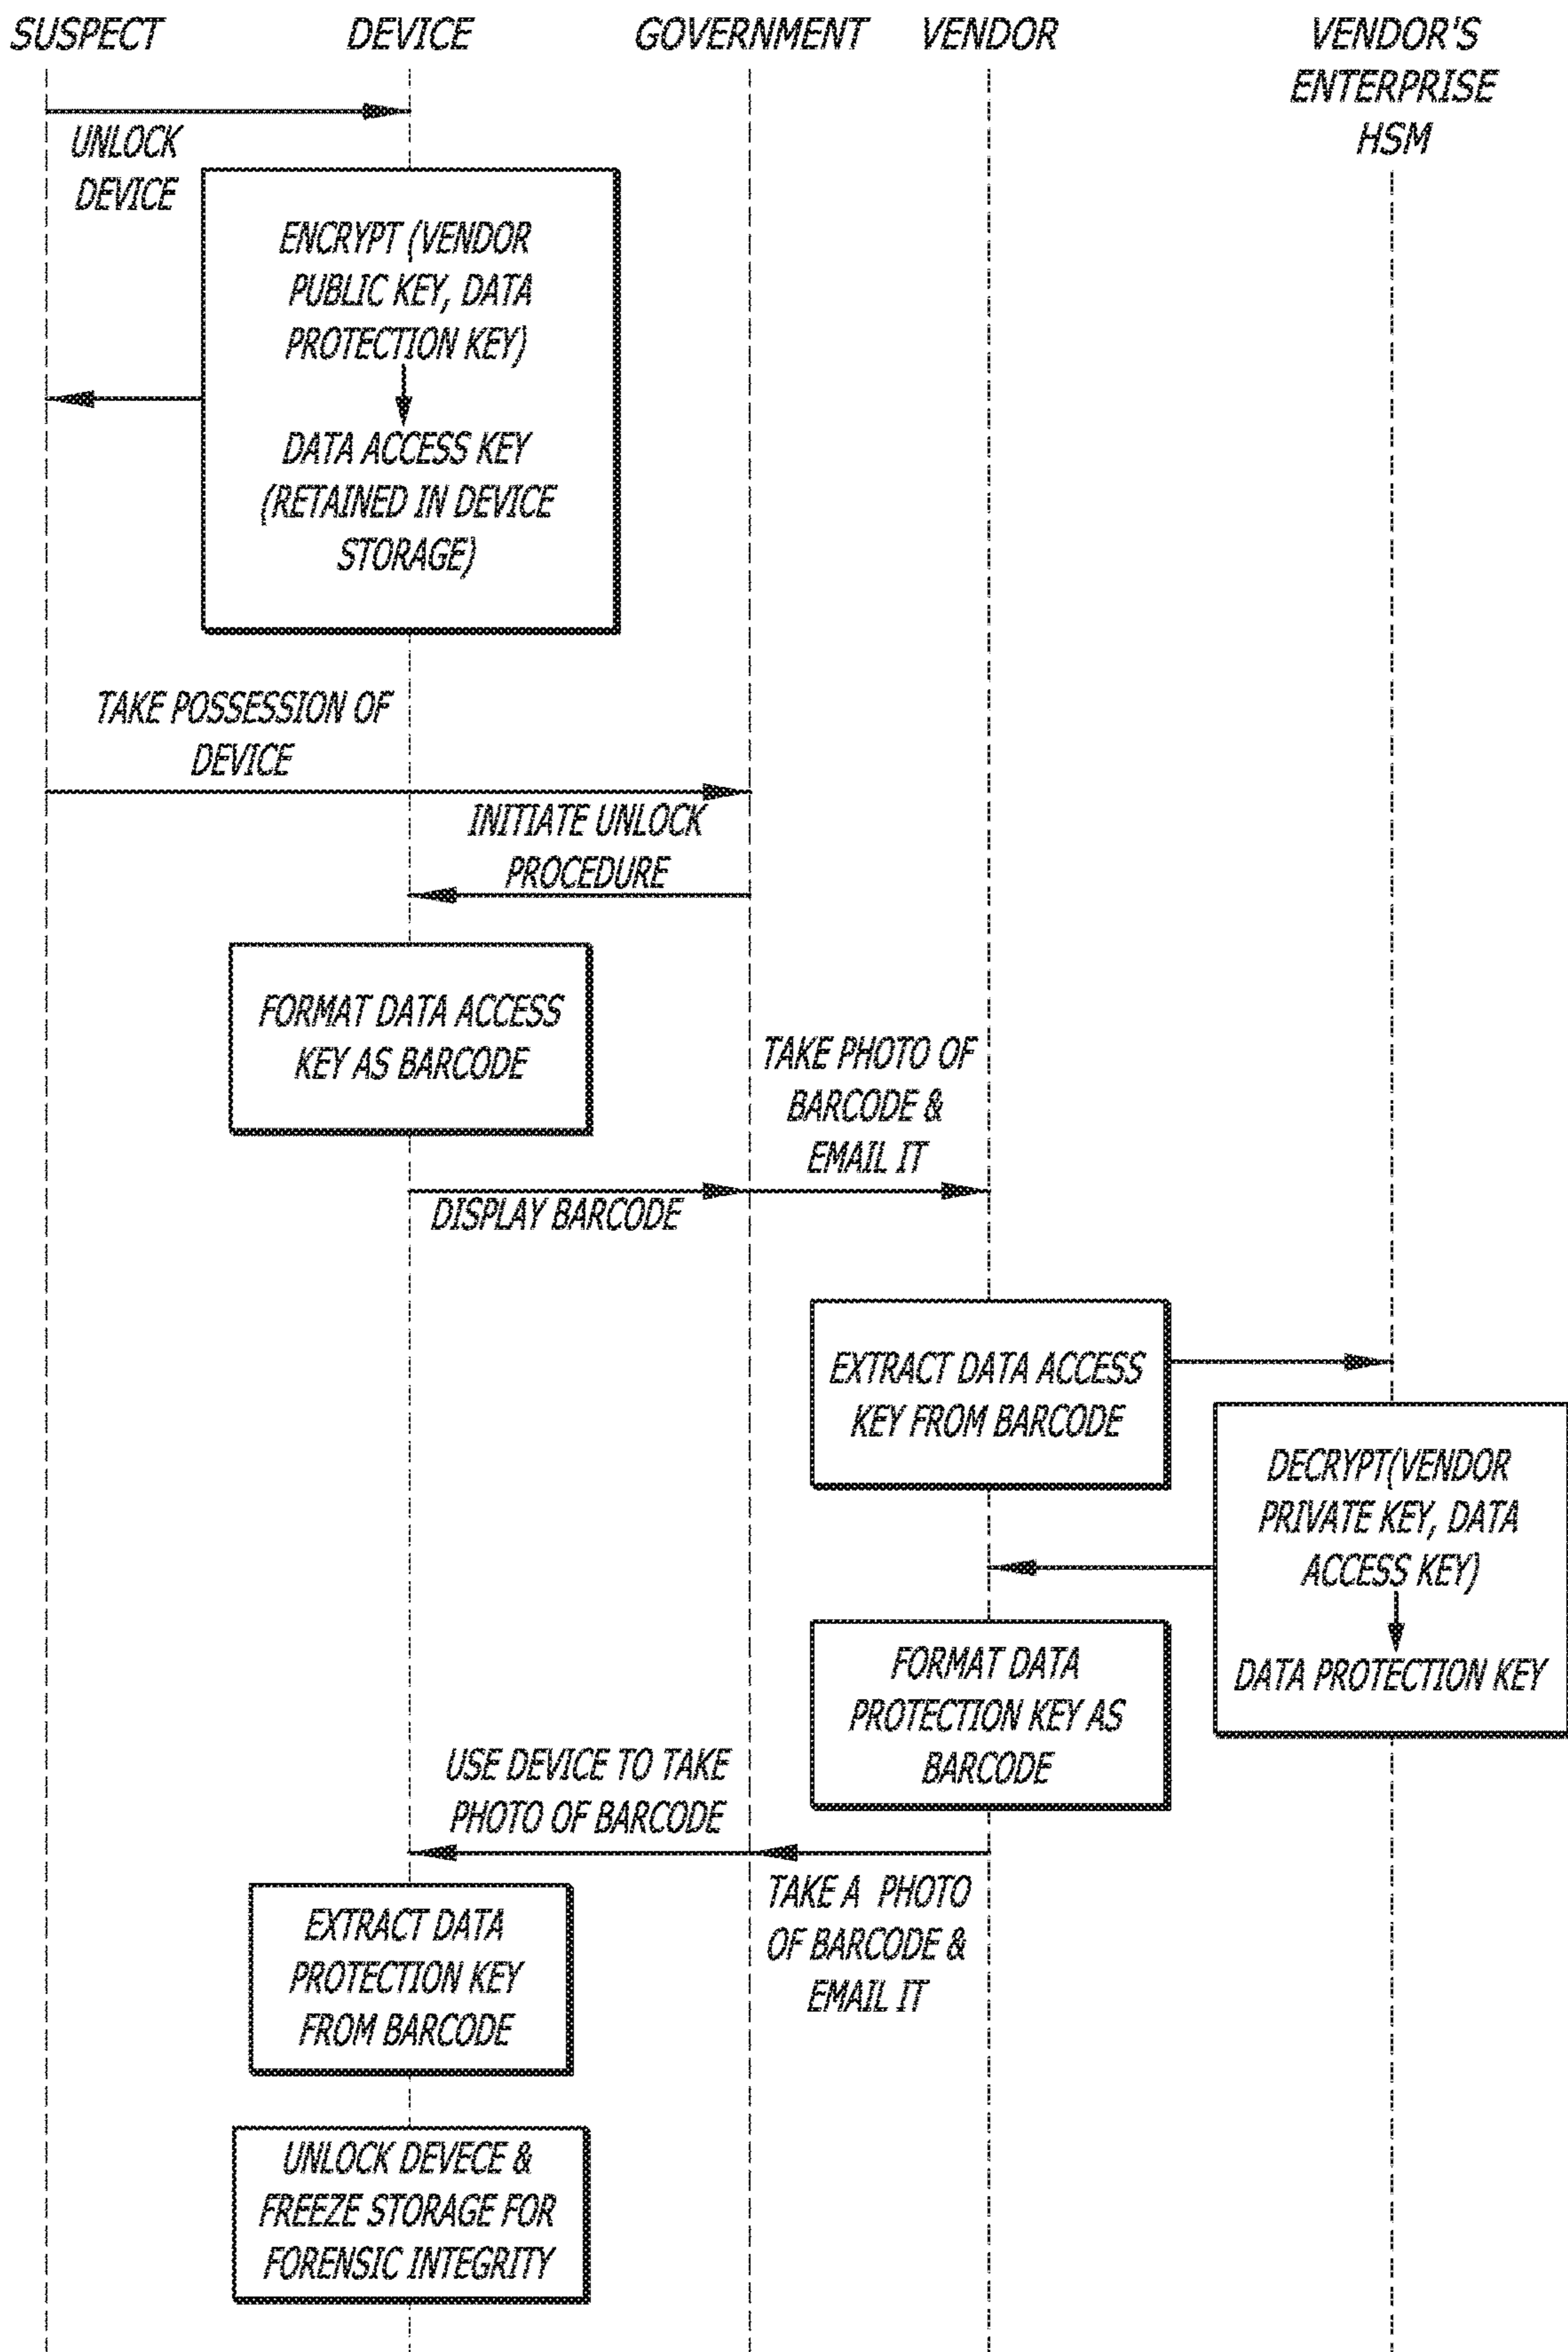 SUSPECT
DEVICE
GOVERNMENT
VENDOR
VENDOR'S
ENTERPRISE
HSM
UNLOCK
DEVICE
ENCRYPT (VENDOR
PUBLIC KEY, DATA
PROTECTION KEY)
DATA ACCESS KEY
(RETAINED IN DEVICE
STORAGE)
TAKE POSSESSION OF
DEVICE
INITIATE UNLOCK
PROCEDURE
FORMAT DATA ACCESS
KEY AS BARCODE
TAKE PHOTO OF
BARCODE &
EMAIL IT
DISPLAY BARCODE
EXTRACT DATA ACCESS
KEY FROM BARCODE
DECRYPT(VENDOR
PRIVATE KEY, DATA
ACCESS KEY)
DATA PROTECTION KEY
FORMAT DATA
PROTECTION KEY AS
BARCODE
USE DEVICE TO TAKE
PHOTO OF BARCODE
TAKE A PHOTO
OF BARCODE &
EMAIL IT
EXTRACT DATA
PROTECTION KEY
FROM BARCODE
UNLOCK DEVECE &
FREEZE STORAGE FOR
FORENSIC INTEGRITY